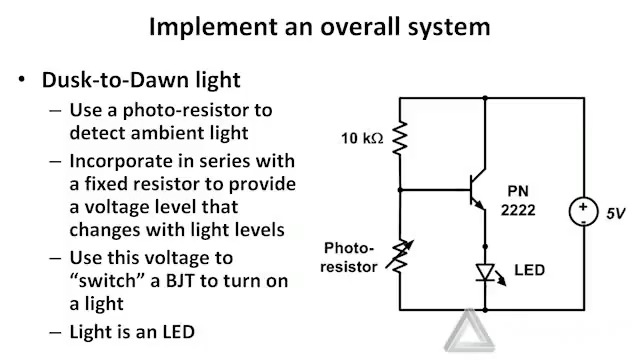 Implement an overall system
• Dusk-to-Dawn light
– Use a photo-resistor to
detect ambient light
– Incorporate in series with
a fixed resistor to provide
a voltage level that
changes with light levels
– Use this voltage to
“switch” a BJT to turn on
a light
– Light is an LED
10 kΩ
PN
2222
+
-
5V
Photo-
resistor
LED